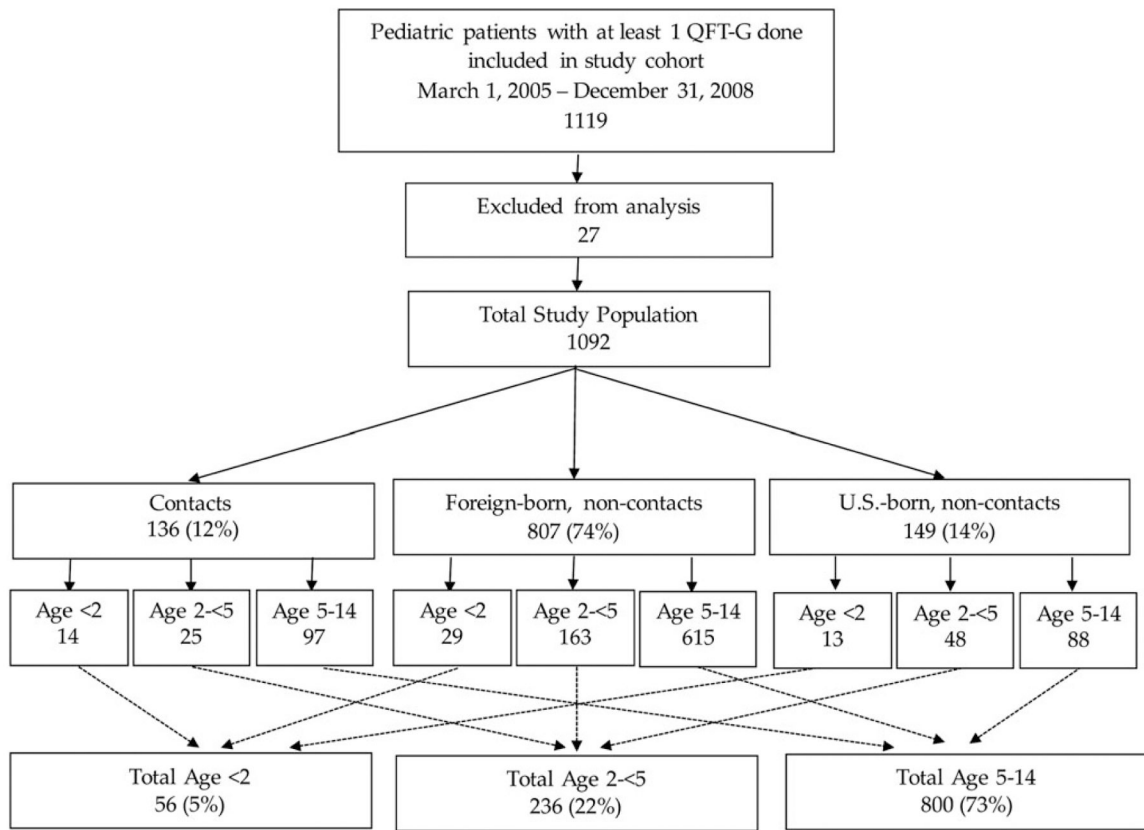 Pediatric patients with at least 1 QFT-G done
included in study cohort
March 1, 2005 – December 31, 2008
1119
Excluded from analysis
27
Total Study Population
1092
Contacts
136 (12%)
Foreign-born, non-contacts
807 (74%)
U.S.-born, non-contacts
149 (14%)
Age <2
14
Age 2-<5
25
Age 5-14
97
Age <2
29
Age 2-<5
163
Age 5-14
615
Age <2
13
Age 2-<5
48
Age 5-14
88
Total Age <2
56 (5%)
Total Age 2-<5
236 (22%)
Total Age 5-14
800 (73%)